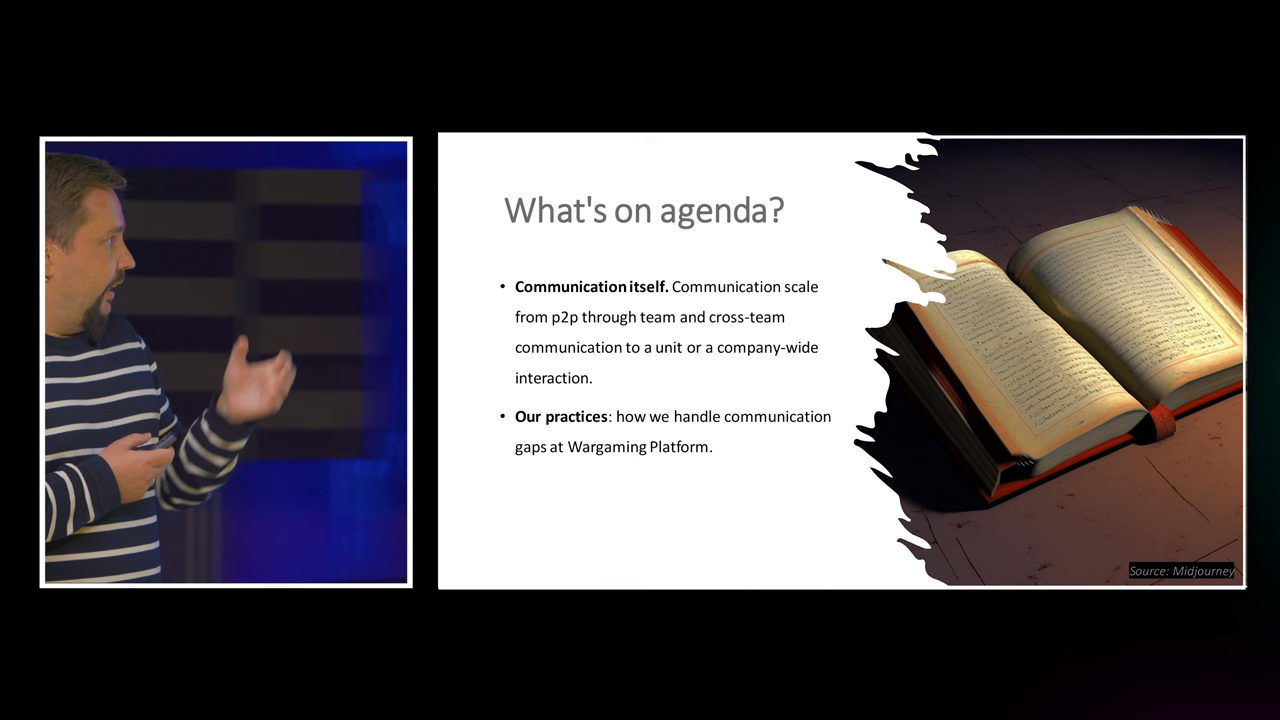 What's on agenda?
• Communication itself. Communication scale
from p2p through team and cross-team
communication to a unit or a company-wide
interaction.
• Our practices: how we handle communication
gaps at Wargaming Platform.
Source: Midjourney